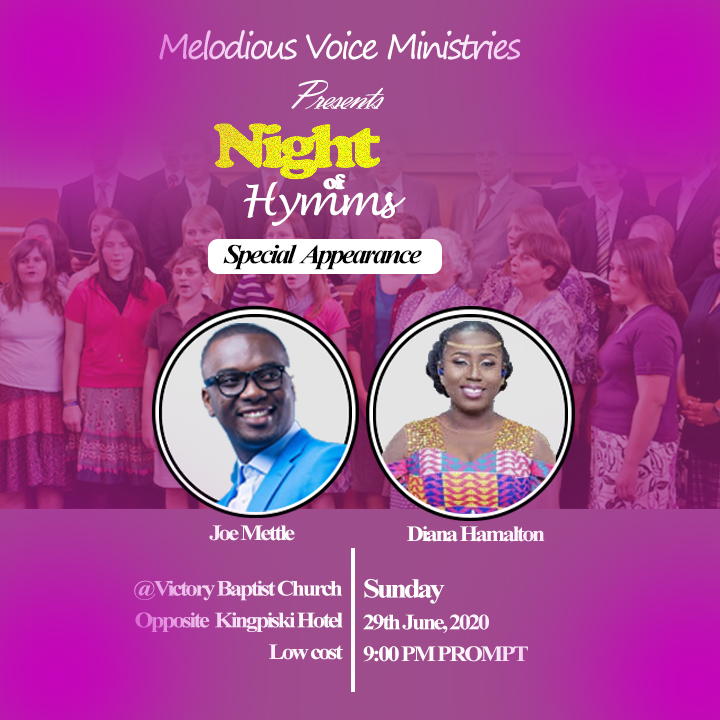 Melodious Voice Ministries
Presents
Night
of
Hymms
Special Appearance
Joe Mettle
Diana Hamalton
@Victory Baptist Church
Opposite Kingpiski Hotel
Low cost
Sunday
29th June, 2020
9:00 PM PROMPT